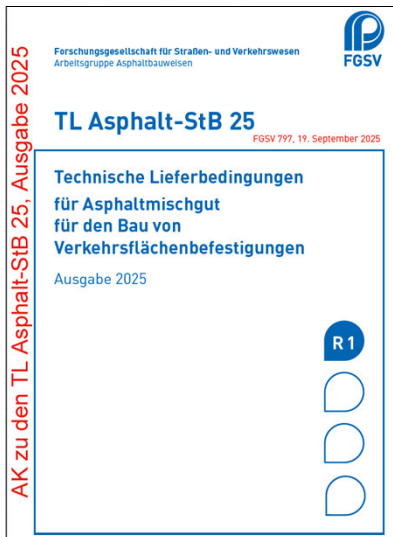 Forschungsgesellschaft für Straßen- und Verkehrswesen
Arbeitsgruppe Asphaltbauweisen
FGSV
TL Asphalt-StB 25
FGSV 797, 19. September 2025
Technische Lieferbedingungen
für Asphaltmischgut
für den Bau von
Verkehrsflächenbefestigungen
Ausgabe 2025
R 1
AK zu den TL Asphalt-StB 25, Ausgabe 2025